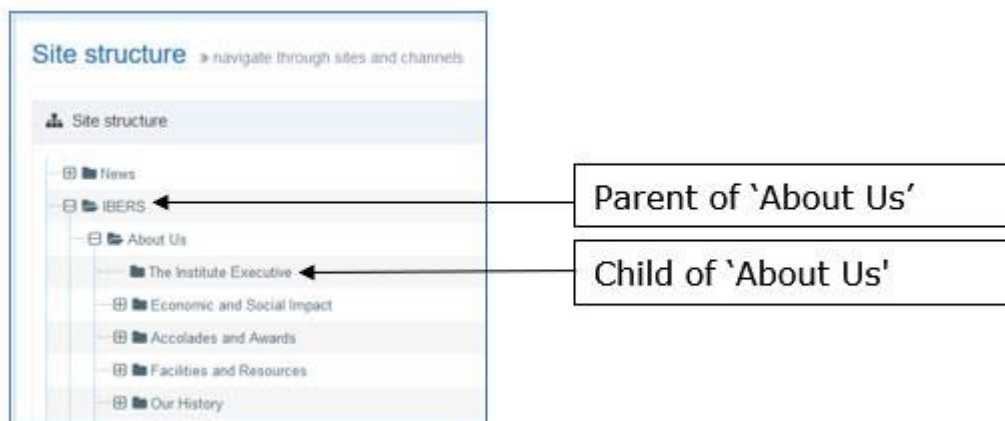 Site structure » navigate through sites and channels
Site structure
News
IBERS
About Us
The Institute Executive
Economic and Social Impact
Accolades and Awards
Facilities and Resources
Our History
Parent of ‘About Us’
Child of ‘About Us'